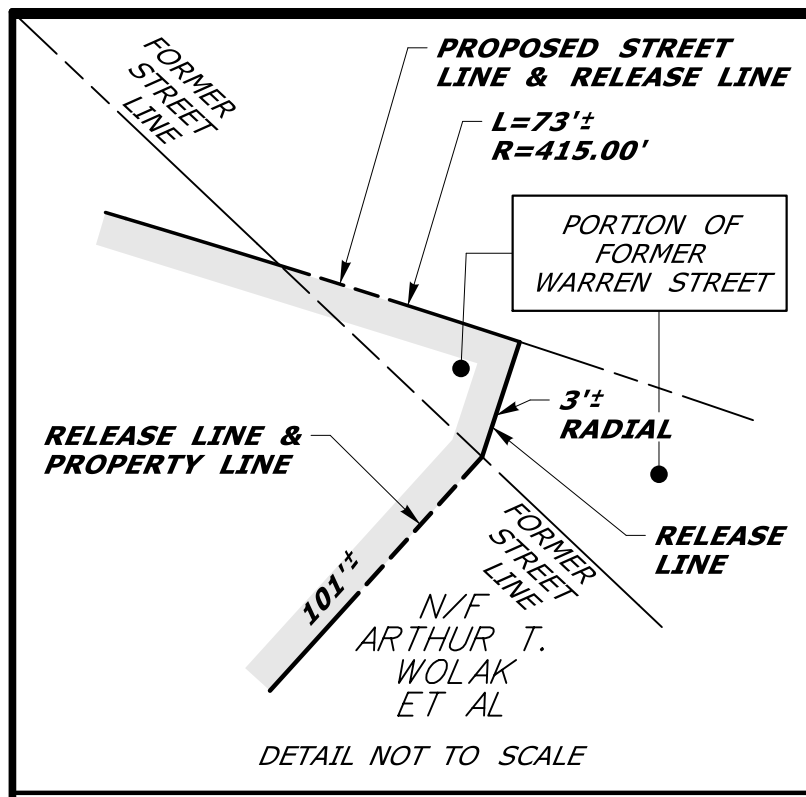 FORMER
STREET
LINE
PROPOSED STREET
LINE & RELEASE LINE
L=73'±
R=415.00'
PORTION OF
FORMER
WARREN STREET
3'±
RADIAL
RELEASE LINE &
PROPERTY LINE
RELEASE
LINE
FORMER
STREET
LINE
101'±
N/F
ARTHUR T.
WOLAK
ET AL
DETAIL NOT TO SCALE